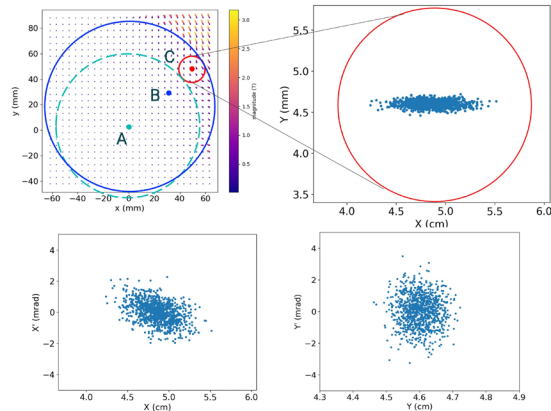 80
60
40
20
0
−20
−40
y (mm)
−60 −40 −20 0 20 40 60
x (mm)
A
B
C
3.0
2.5
2.0
1.5
1.0
0.5
magnitude (T)
5.5
5.0
4.5
4.0
3.5
Y (mm)
4.0 4.5 5.0 5.5 6.0
X (cm)
4
2
0
−2
−4
X' (mrad)
4.0 4.5 5.0 5.5 6.0
X (cm)
4
2
0
−2
−4
Y' (mrad)
4.3 4.4 4.5 4.6 4.7 4.8 4.9
Y (cm)